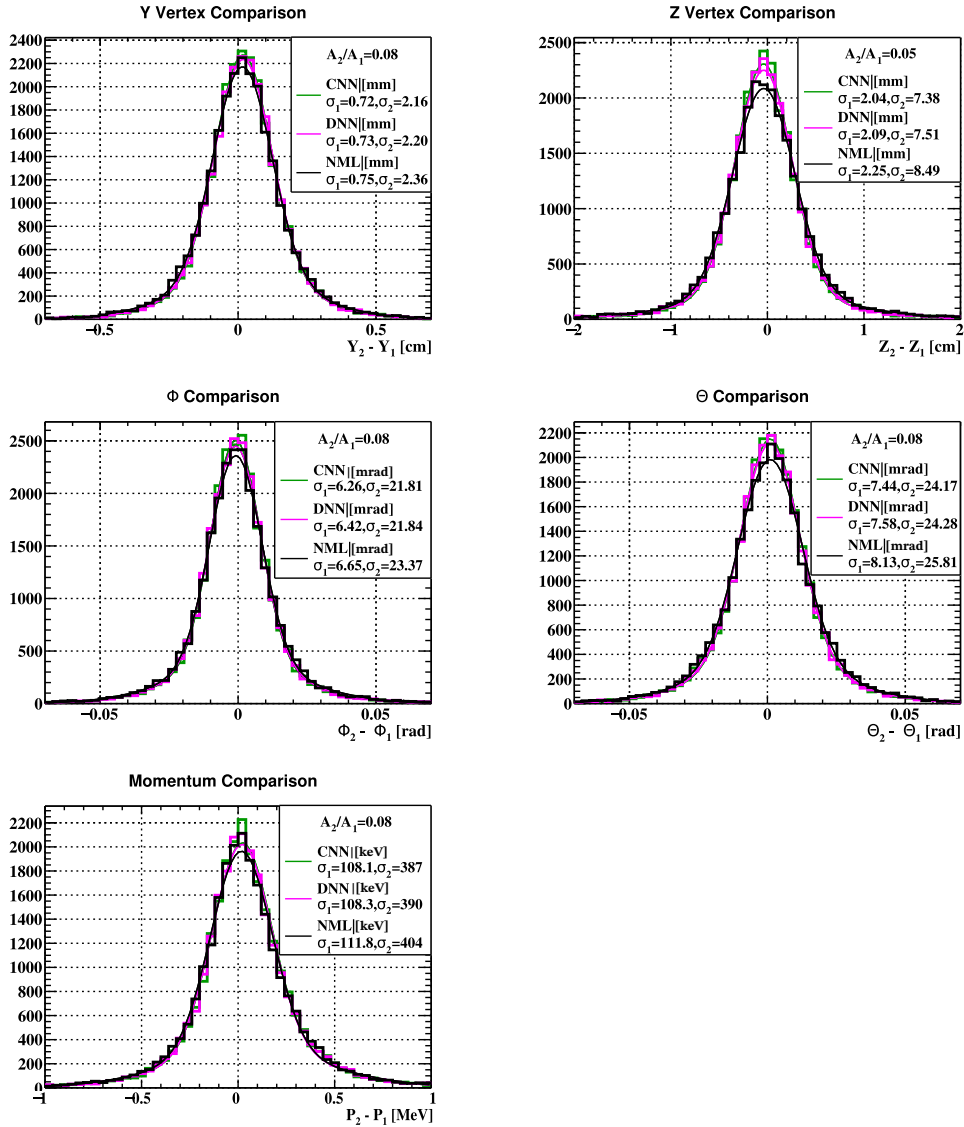 Y Vertex Comparison
2400
2200
2000
1800
1600
1400
1200
1000
800
600
400
200
0
−0.5
0
0.5
Y₂ - Y₁ [cm]
A₂/A₁=0.08
CNN|[mm]
σ₁=0.72,σ₂=2.16
DNN|[mm]
σ₁=0.73,σ₂=2.20
NML|[mm]
σ₁=0.75,σ₂=2.36
Z Vertex Comparison
2500
2000
1500
1000
500
0
−2
−1
0
1
2
Z₂ - Z₁ [cm]
A₂/A₁=0.05
CNN|[mm]
σ₁=2.04,σ₂=7.38
DNN|[mm]
σ₁=2.09,σ₂=7.51
NML|[mm]
σ₁=2.25,σ₂=8.49
Φ Comparison
2500
2000
1500
1000
500
0
−0.05
0
0.05
Φ₂ - Φ₁ [rad]
A₂/A₁=0.08
CNN|[mrad]
σ₁=6.26,σ₂=21.81
DNN|[mrad]
σ₁=6.42,σ₂=21.84
NML|[mrad]
σ₁=6.65,σ₂=23.37
Θ Comparison
2200
2000
1800
1600
1400
1200
1000
800
600
400
200
0
−0.05
0
0.05
Θ₂ - Θ₁ [rad]
A₂/A₁=0.08
CNN|[mrad]
σ₁=7.44,σ₂=24.17
DNN|[mrad]
σ₁=7.58,σ₂=24.28
NML|[mrad]
σ₁=8.13,σ₂=25.81
Momentum Comparison
2200
2000
1800
1600
1400
1200
1000
800
600
400
200
0
−1
−0.5
0
0.5
1
P₂ - P₁ [MeV]
A₂/A₁=0.08
CNN|[keV]
σ₁=108.1,σ₂=387
DNN|[keV]
σ₁=108.3,σ₂=390
NML|[keV]
σ₁=111.8,σ₂=404